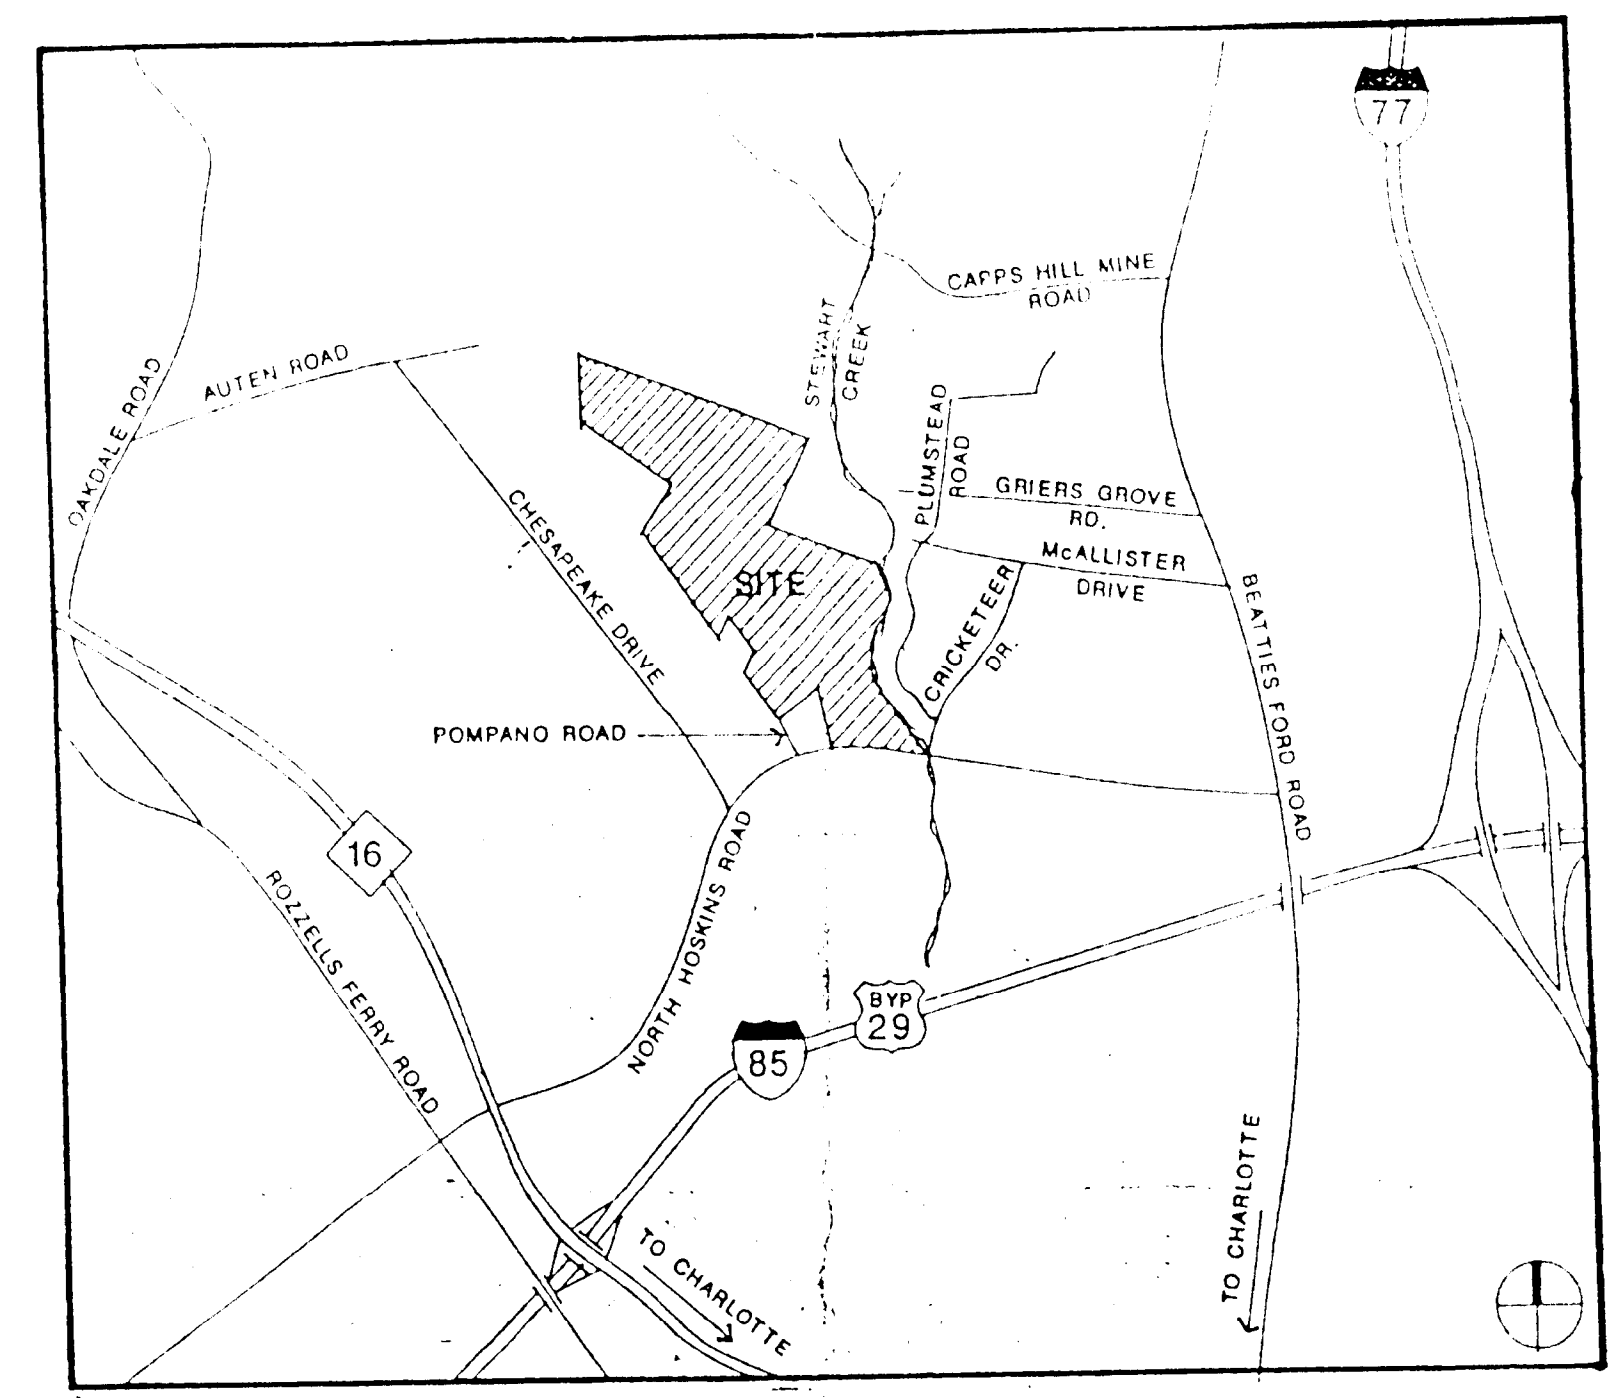 77
CAPPS HILL MINE
ROAD
STEWART
CREEK
AUTEN ROAD
OAKDALE ROAD
PLUMSTEAD
ROAD
GRIERS GROVE
RD.
CHESAPEAKE DRIVE
McALLISTER
DRIVE
SITE
CRICKETEER
DR.
BEATTIES FORD ROAD
POMPANO ROAD
16
NORTH HOSKINS ROAD
ROZZELLS FERRY ROAD
BYP
29
85
TO CHARLOTTE
TO CHARLOTTE